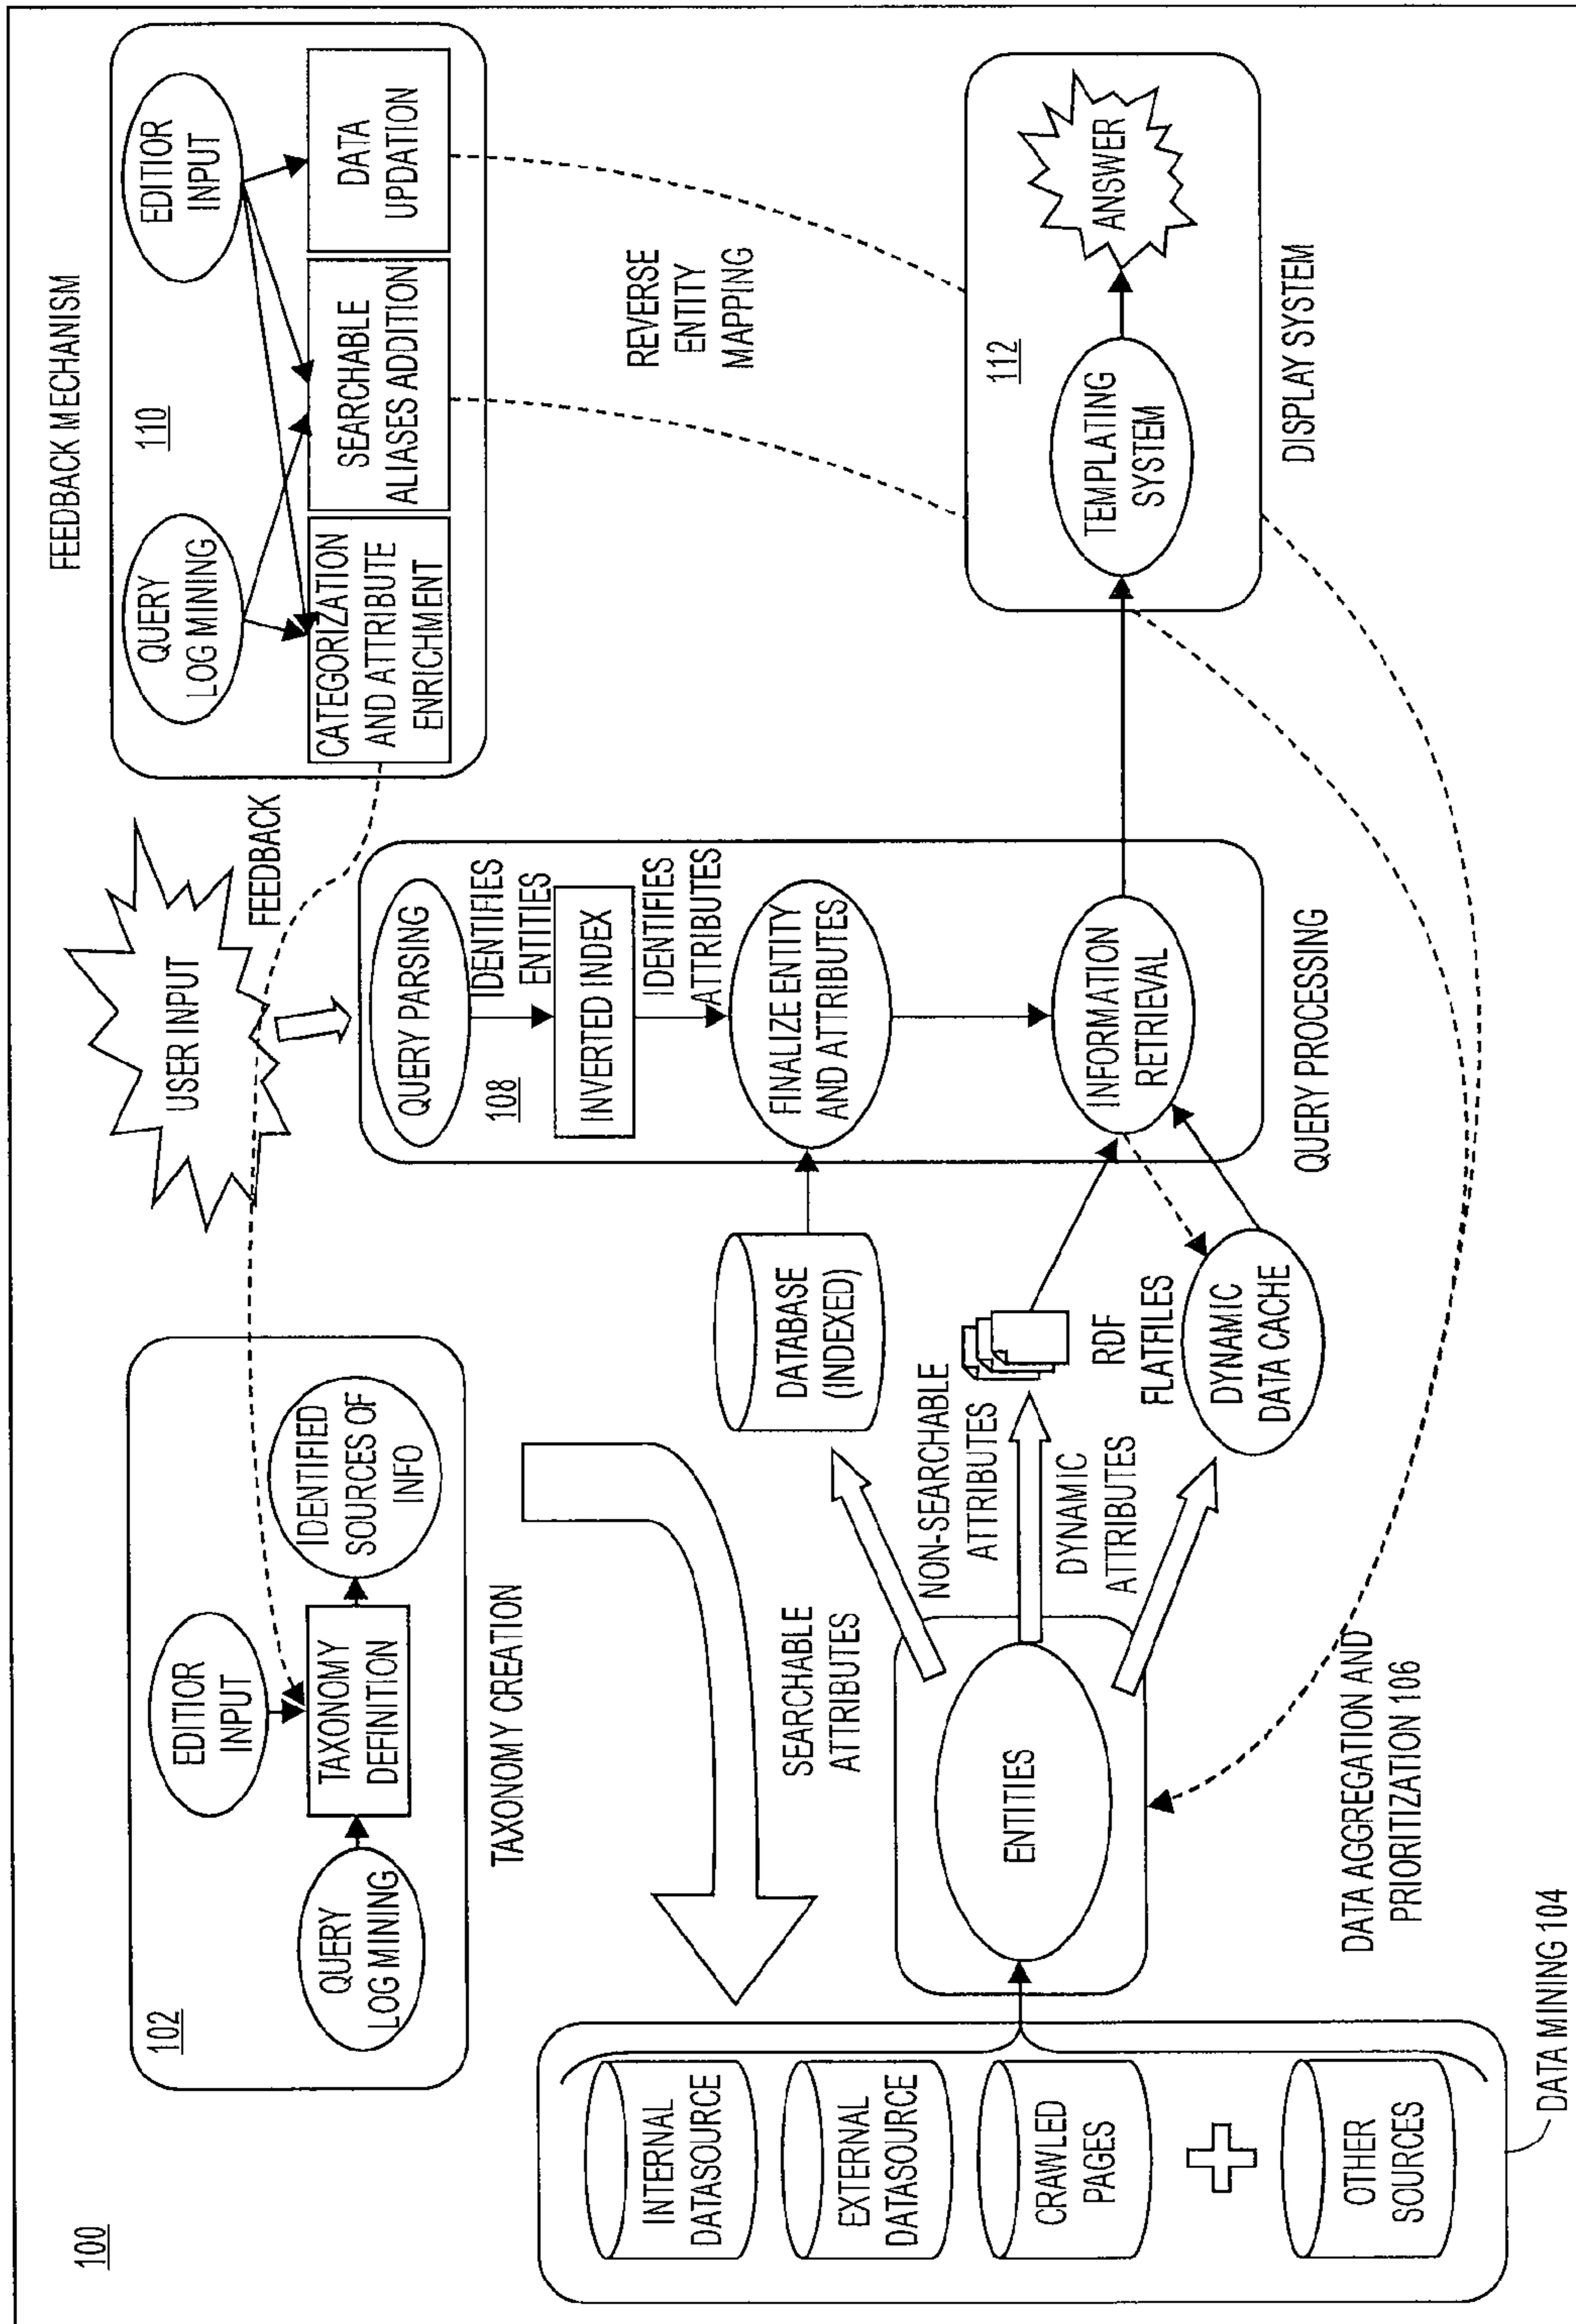 100
102
QUERY
LOG MINING
EDITIOR
INPUT
TAXONOMY
DEFINITION
IDENTIFIED
SOURCES OF
INFO
TAXONOMY CREATION
USER INPUT
FEEDBACK
FEEDBACK MECHANISM
110
QUERY
LOG MINING
EDITIOR
INPUT
CATEGORIZATION
AND ATTRIBUTE
ENRICHMENT
SEARCHABLE
ALIASES ADDITION
DATA
UPDATION
REVERSE
ENTITY
MAPPING
QUERY PARSING
108
IDENTIFIES
ENTITIES
INVERTED INDEX
IDENTIFIES
ATTRIBUTES
FINALIZE ENTITY
AND ATTRIBUTES
INFORMATION
RETRIEVAL
QUERY PROCESSING
INTERNAL
DATASOURCE
EXTERNAL
DATASOURCE
CRAWLED
PAGES
OTHER
SOURCES
DATA MINING 104
ENTITIES
SEARCHABLE
ATTRIBUTES
NON-SEARCHABLE
ATTRIBUTES
DYNAMIC
ATTRIBUTES
DATA AGGREGATION AND
PRIORITIZATION 106
DATABASE
(INDEXED)
RDF
FLATFILES
DYNAMIC
DATA CACHE
112
TEMPLATING
SYSTEM
ANSWER
DISPLAY SYSTEM